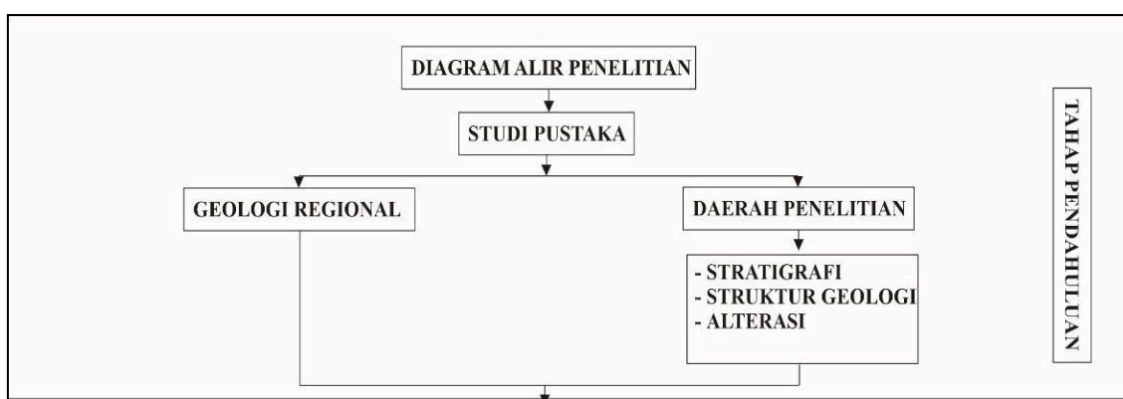 DIAGRAM ALIR PENELITIAN
STUDI PUSTAKA
GEOLOGI REGIONAL
DAERAH PENELITIAN
- STRATIGRAFI
- STRUKTUR GEOLOGI
- ALTERASI
TAHAP PENDAHULUAN